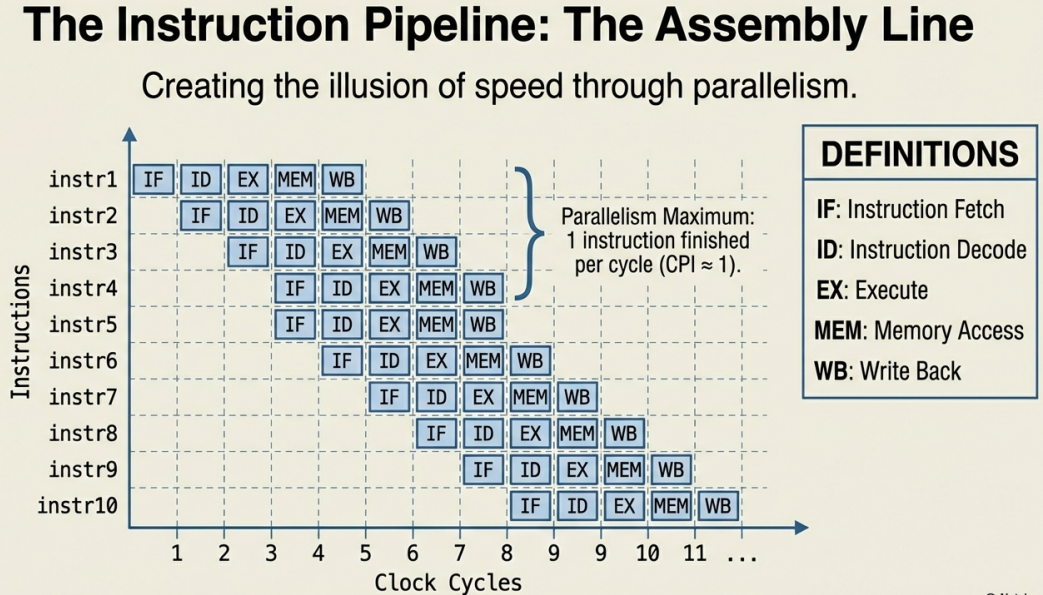 The Instruction Pipeline: The Assembly Line
Creating the illusion of speed through parallelism.
instr1 IF ID EX MEM WB
instr2 IF ID EX MEM WB
instr3 IF ID EX MEM WB
instr4 IF ID EX MEM WB
instr5 IF ID EX MEM WB
instr6 IF ID EX MEM WB
instr7 IF ID EX MEM WB
instr8 IF ID EX MEM WB
instr9 IF ID EX MEM WB
instr10 IF ID EX MEM WB
Instructions
1 2 3 4 5 6 7 8 9 9 10 11 ...
Clock Cycles
Parallelism Maximum:
1 instruction finished
per cycle (CPI ≈ 1).
DEFINITIONS
IF: Instruction Fetch
ID: Instruction Decode
EX: Execute
MEM: Memory Access
WB: Write Back